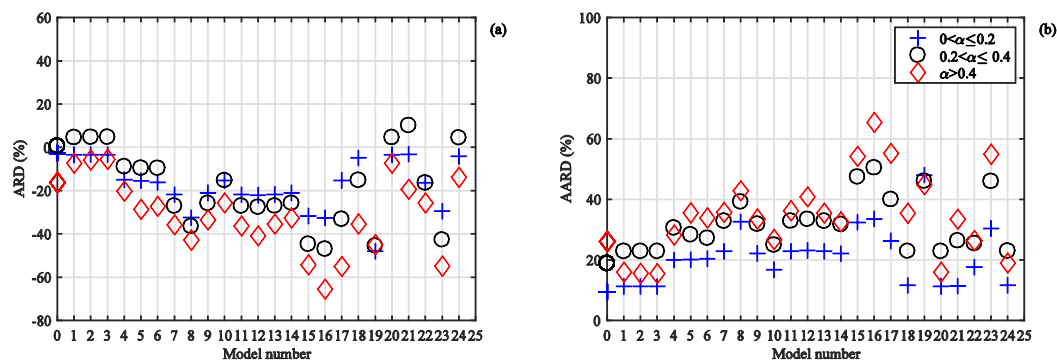 (a)
ARD (%)
60
40
20
0
-20
-40
-60
-80
0 1 2 3 4 5 6 7 8 9 10 11 12 13 14 15 16 17 18 19 20 21 22 23 24 25
Model number
(b)
AARD (%)
100
80
60
40
20
0
0<α≤0.2
0.2<α≤ 0.4
α>0.4
0 1 2 3 4 5 6 7 8 9 10 11 12 13 14 15 16 17 18 19 20 21 22 23 24 25
Model number